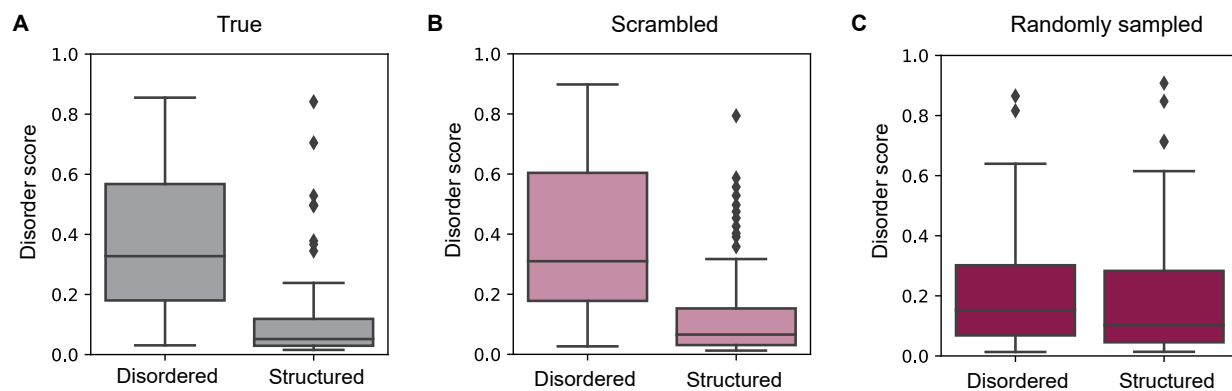 A
True
1.0
0.8
0.6
0.4
0.2
0.0
Disorder score
Disordered
Structured
B
Scrambled
1.0
0.8
0.6
0.4
0.2
0.0
Disorder score
Disordered
Structured
C
Randomly sampled
1.0
0.8
0.6
0.4
0.2
0.0
Disorder score
Disordered
Structured